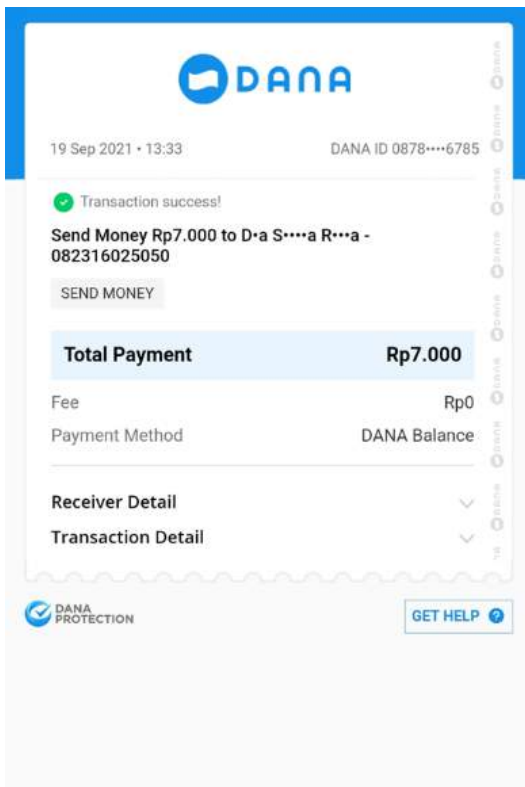 DANA
19 Sep 2021 • 13:33
DANA ID 0878••••6785
Transaction success!
Send Money Rp7.000 to D•a S••••a R•••a -
082316025050
SEND MONEY
Total Payment
Rp7.000
Fee
Rp0
Payment Method
DANA Balance
Receiver Detail
Transaction Detail
DANA
PROTECTION
GET HELP